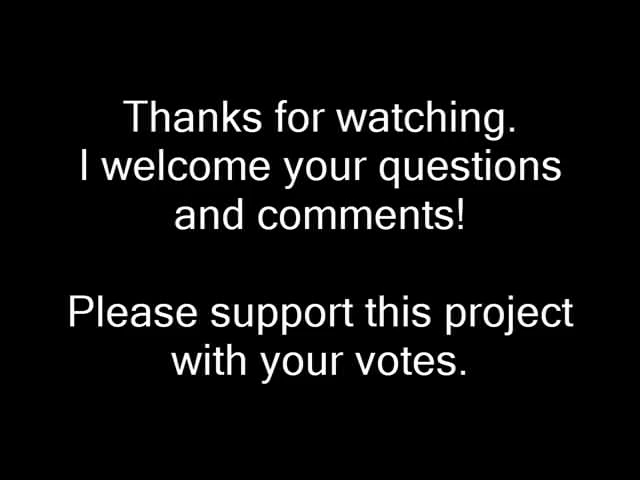 Thanks for watching.
I welcome your questions
and comments!
Please support this project
with your votes.